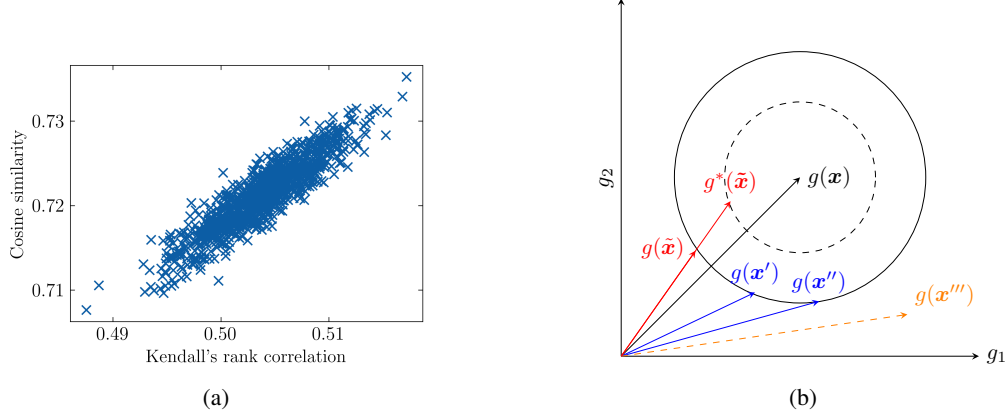 0.73
0.72
0.71
0.49
0.50
0.51
Cosine similarity
Kendall's rank correlation
(a)
g₂
g*(x̃)
g(x)
g(x̃)
g(x′)
g(x″)
g(x‴)
g₁
(b)